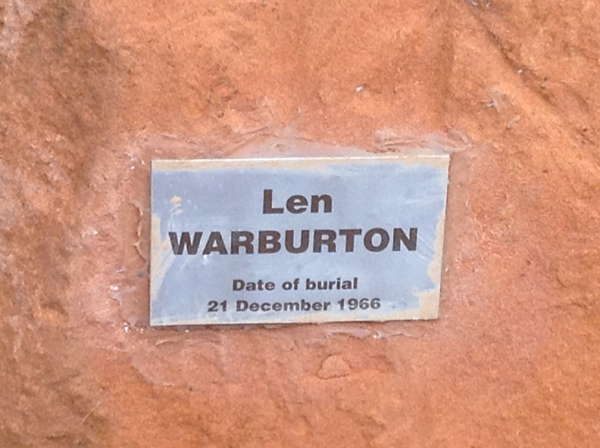 Len
WARBURTON
Date of burial
21 December 1966